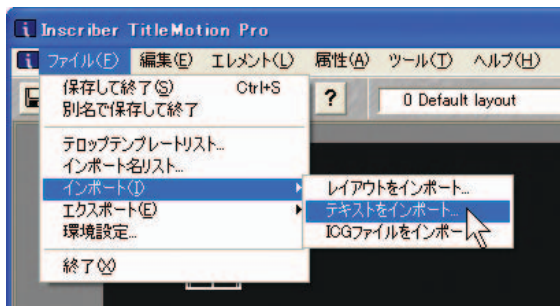 Inscriber TitleMotion Pro
ファイル(F) 編集(E) エレメント(L) 属性(A) ツール(T) ヘルプ(H)
保存して終了(S) Ctrl+S
別名で保存して終了
? 0 Default layout
テロップテンプレートリスト...
インポート名リスト...
インポート(I)
レイアウトをインポート...
エクスポート(E)
テキストをインポート...
環境設定...
ICGファイルをインポー
終了(X)